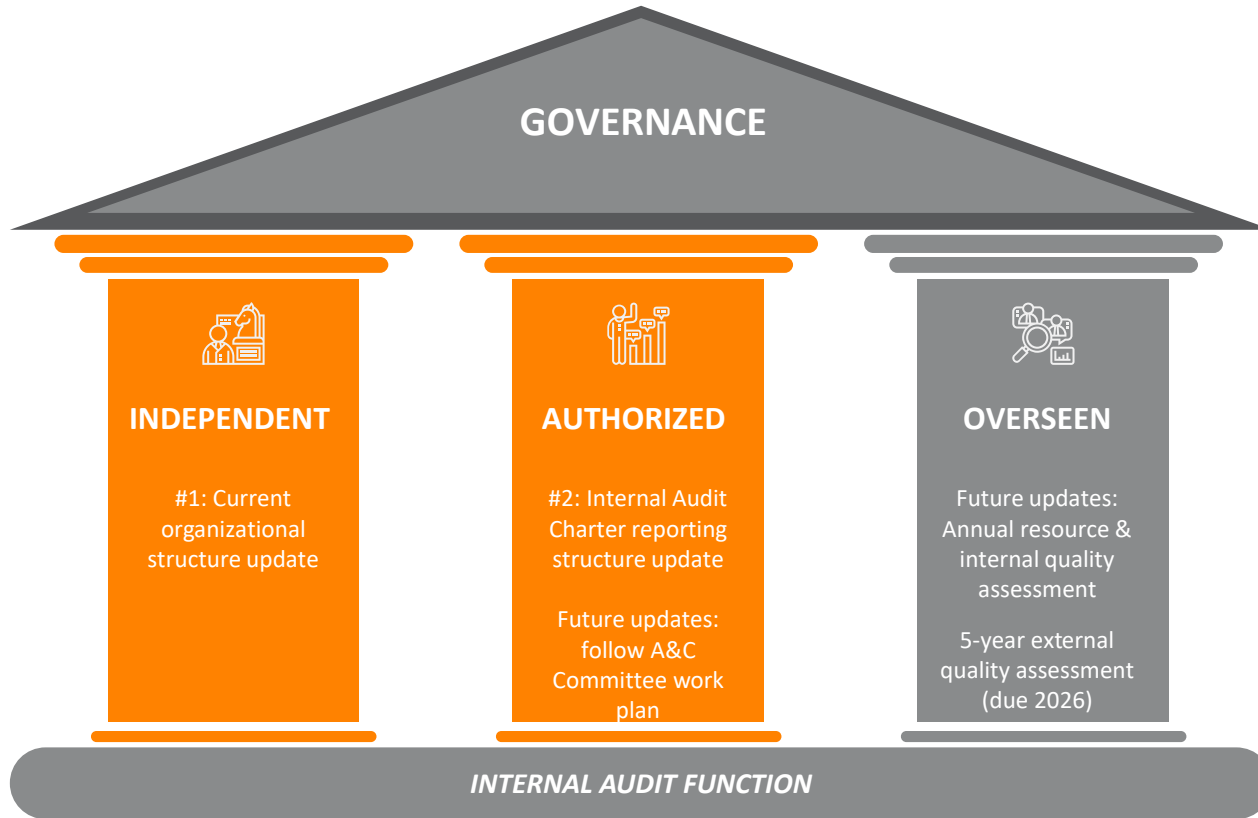 GOVERNANCE
INDEPENDENT
#1: Current
organizational
structure update
AUTHORIZED
#2: Internal Audit
Charter reporting
structure update
Future updates:
follow A&C
Committee work
plan
OVERSEEN
Future updates:
Annual resource &
internal quality
assessment
5-year external
quality assessment
(due 2026)
INTERNAL AUDIT FUNCTION